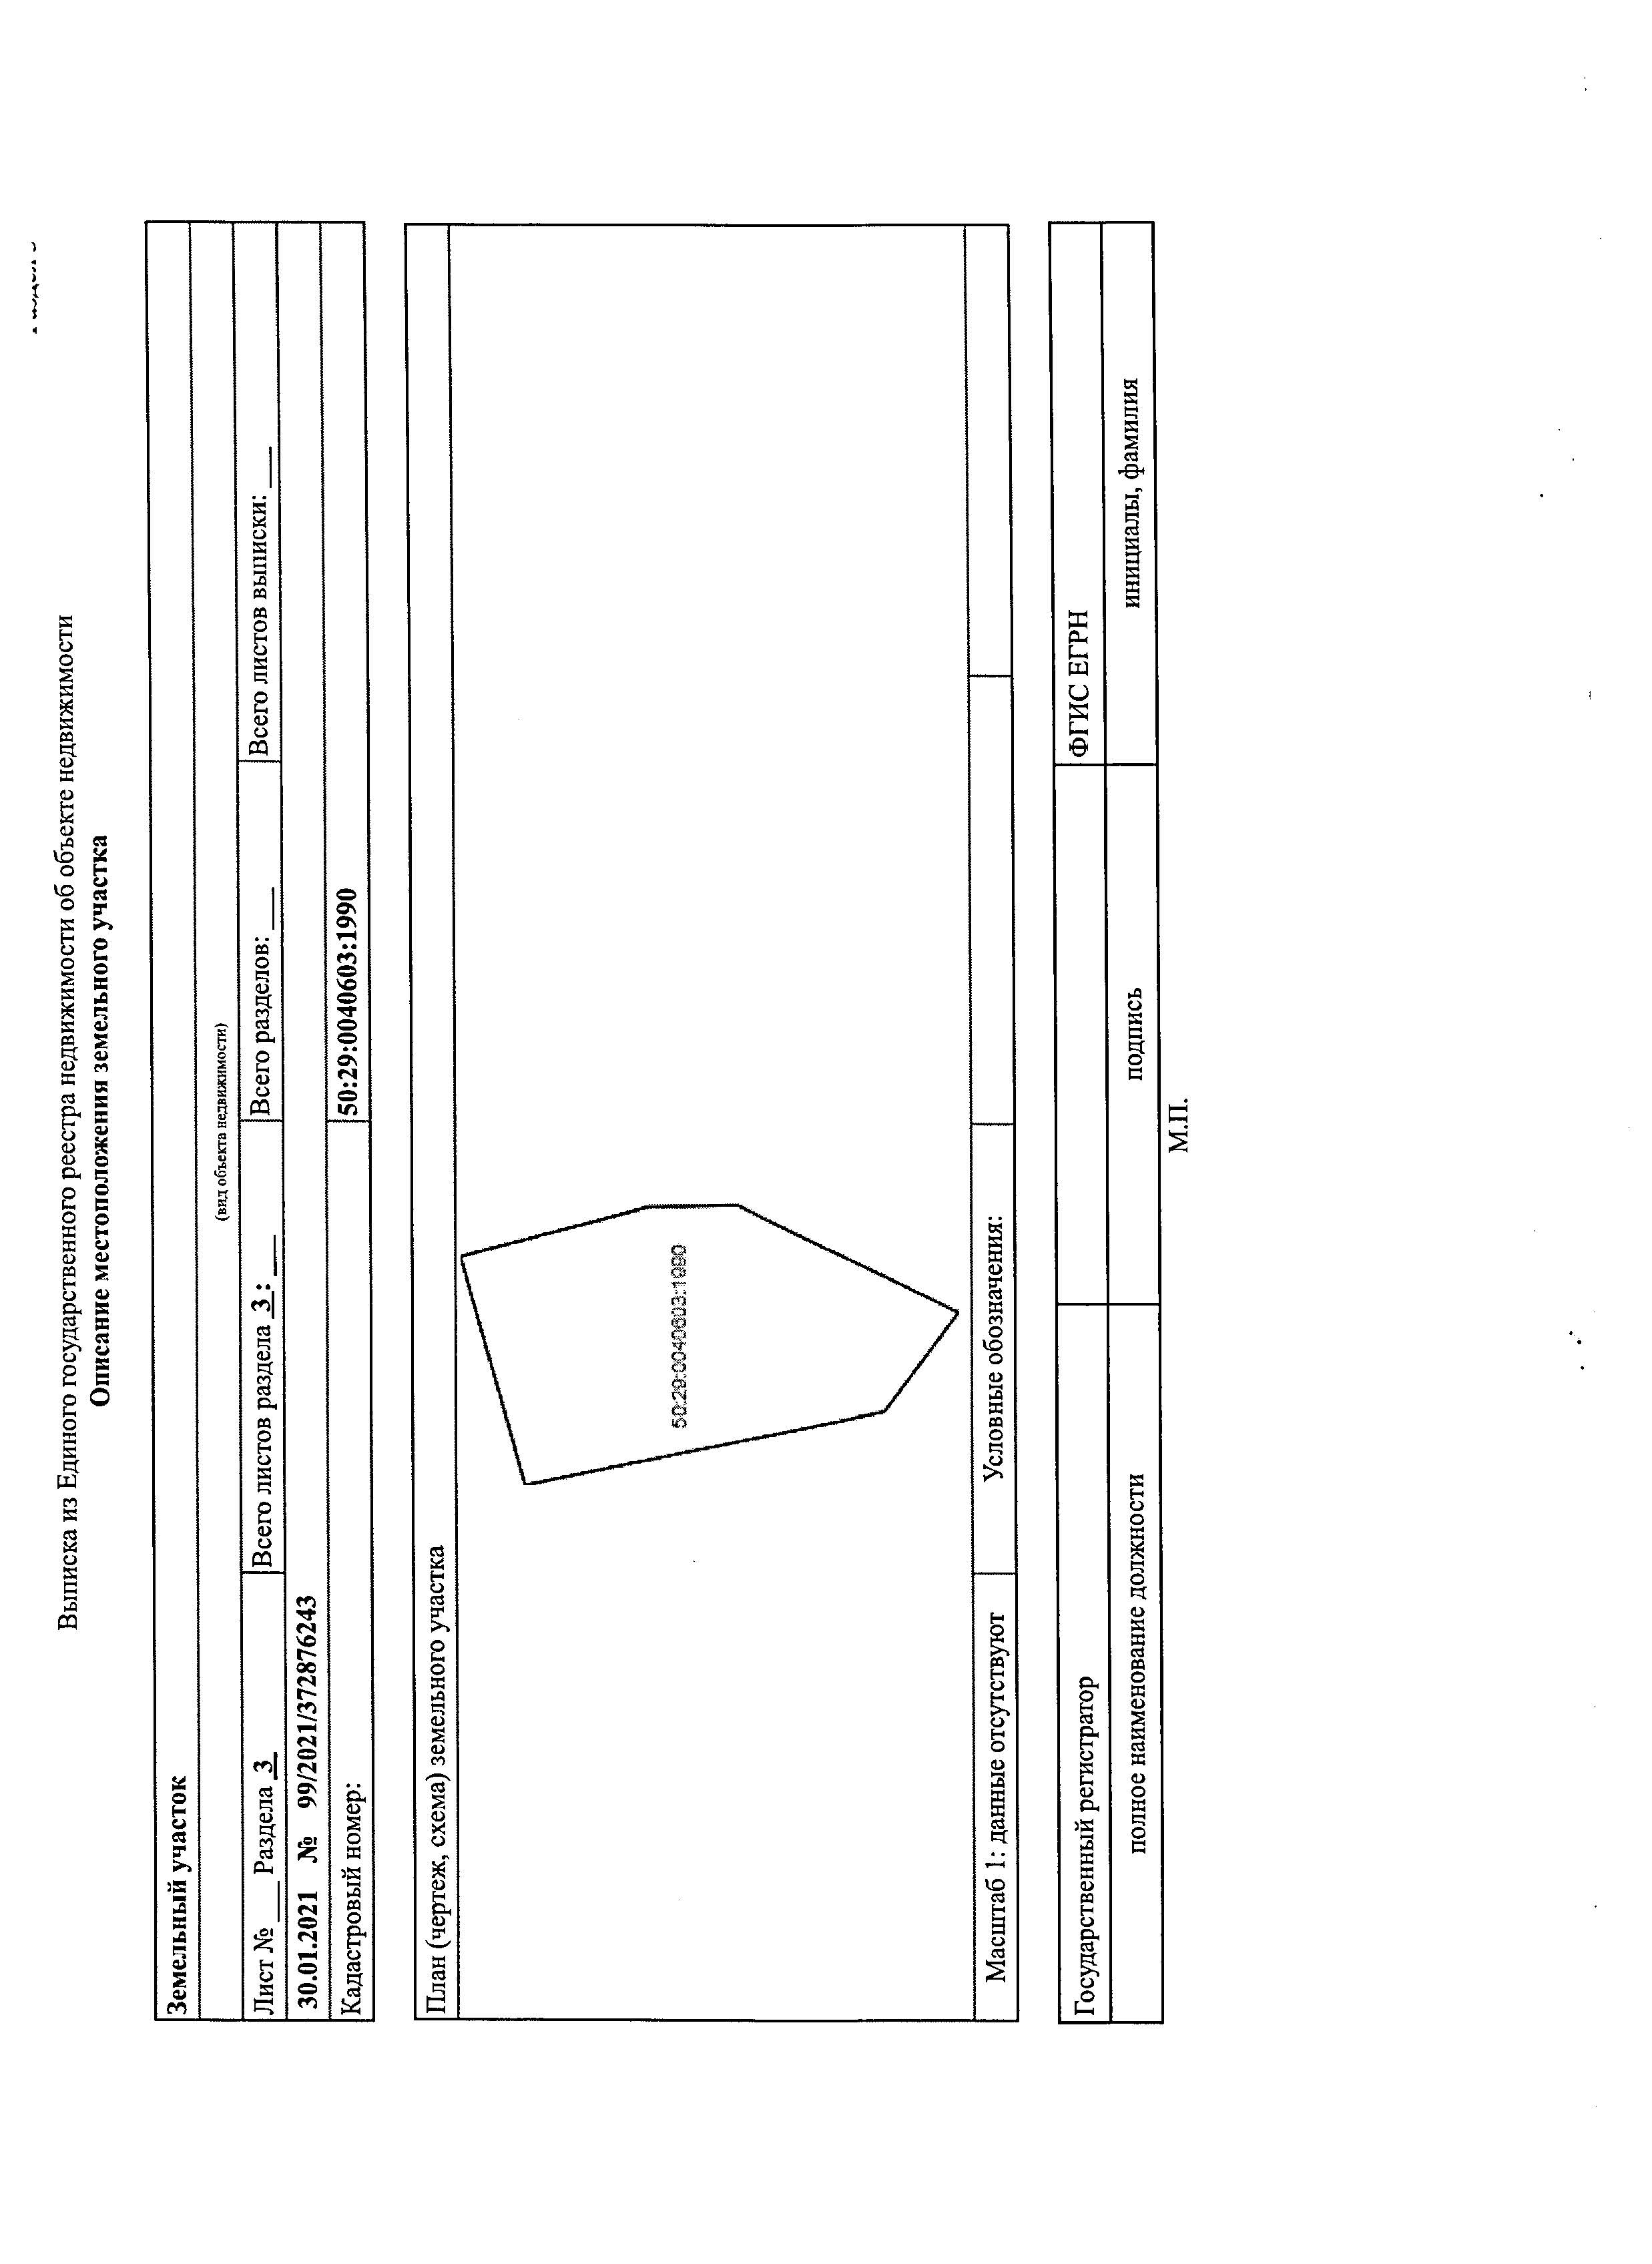 Выписка из Единого государственного реестра недвижимости об объекте недвижимости
Описание местоположения земельного участка
Земельный участок
(вид объекта недвижимости)
Лист № ___ Раздела 3 Всего листов раздела 3 : ___ Всего разделов: ___ Всего листов выписки: ___
30.01.2021 № 99/2021/372876243
Кадастровый номер: 50:29:0040603:1990
План (чертеж, схема) земельного участка
50:29:0040603:1990
Масштаб 1: данные отсутствуют Условные обозначения:
Государственный регистратор ФГИС ЕГРН
полное наименование должности подпись инициалы, фамилия
М.П.